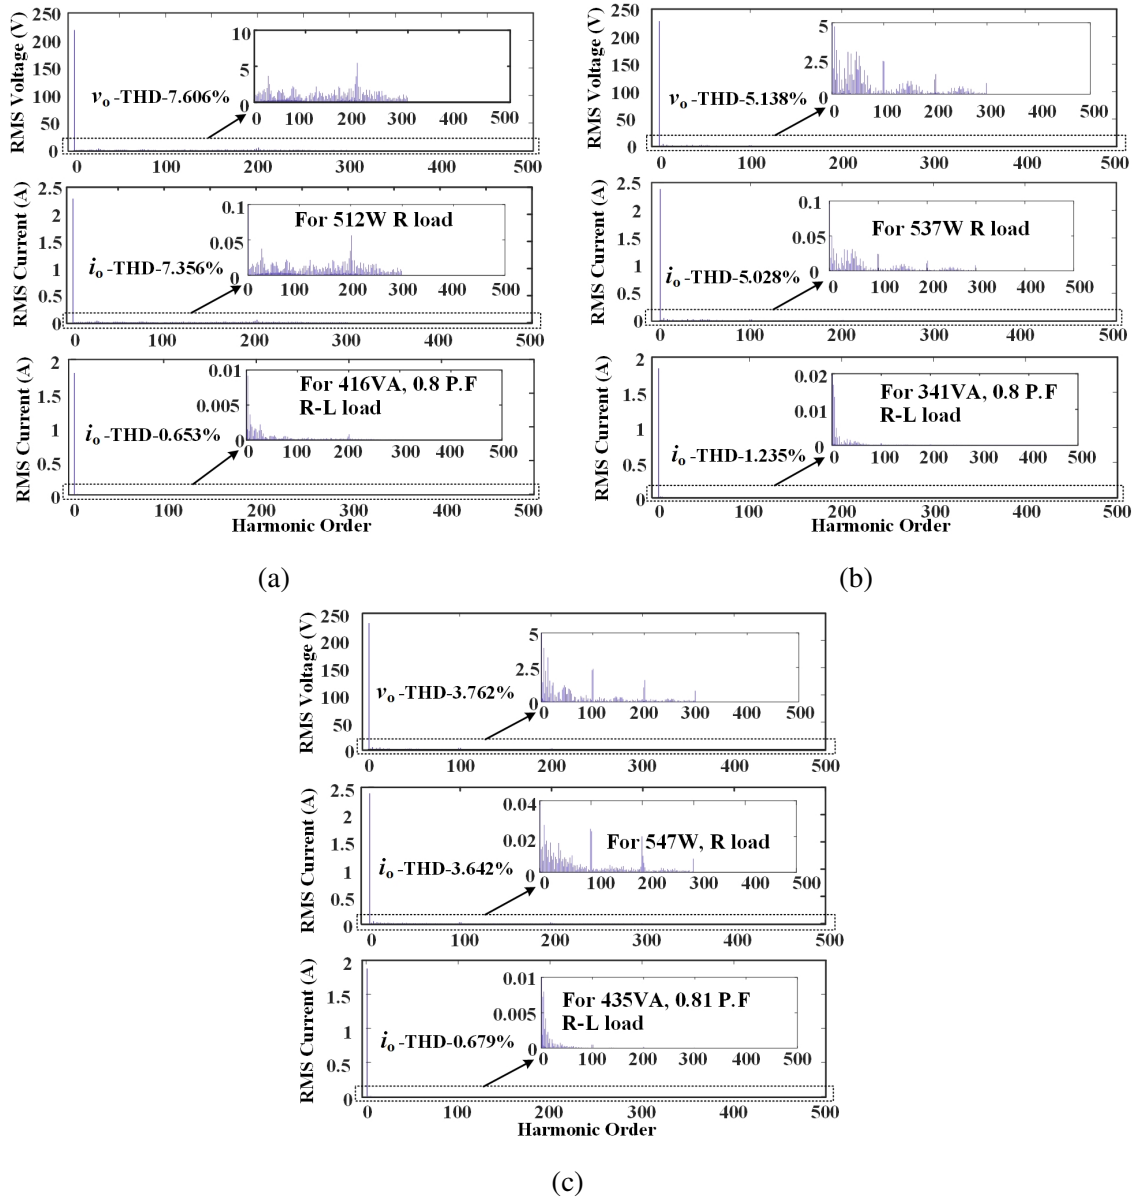 RMS Voltage (V)
250
200
150
100
50
0
0 100 200 300 400 500
vo-THD-7.606%
10
5
0
0 100 200 300 400 500
RMS Current (A)
2.5
2
1.5
1
0.5
0
0 100 200 300 400 500
io-THD-7.356%
For 512W R load
0.1
0.05
0
0 100 200 300 400 500
RMS Current (A)
2
1.5
1
0.5
0
0 100 200 300 400 500
io-THD-0.653%
For 416VA, 0.8 P.F
R-L load
0.01
0.005
0
0 100 200 300 400 500
Harmonic Order
(a)
RMS Voltage (V)
250
200
150
100
50
0
0 100 200 300 400 500
vo-THD-5.138%
5
2.5
0
0 100 200 300 400 500
RMS Current (A)
2.5
2
1.5
1
0.5
0
0 100 200 300 400 500
io-THD-5.028%
For 537W R load
0.1
0.05
0
0 100 200 300 400 500
RMS Current (A)
2
1.5
1
0.5
0
0 100 200 300 400 500
io-THD-1.235%
For 341VA, 0.8 P.F
R-L load
0.02
0.01
0
0 100 200 300 400 500
Harmonic Order
(b)
RMS Voltage (V)
250
200
150
100
50
0
0 100 200 300 400 500
vo-THD-3.762%
5
2.5
0
0 100 200 300 400 500
RMS Current (A)
2.5
2
1.5
1
0.5
0
0 100 200 300 400 500
io-THD-3.642%
For 547W, R load
0.04
0.02
0
0 100 200 300 400 500
RMS Current (A)
2
1.5
1
0.5
0
0 100 200 300 400 500
io-THD-0.679%
For 435VA, 0.81 P.F
R-L load
0.01
0.005
0
0 100 200 300 400 500
Harmonic Order
(c)